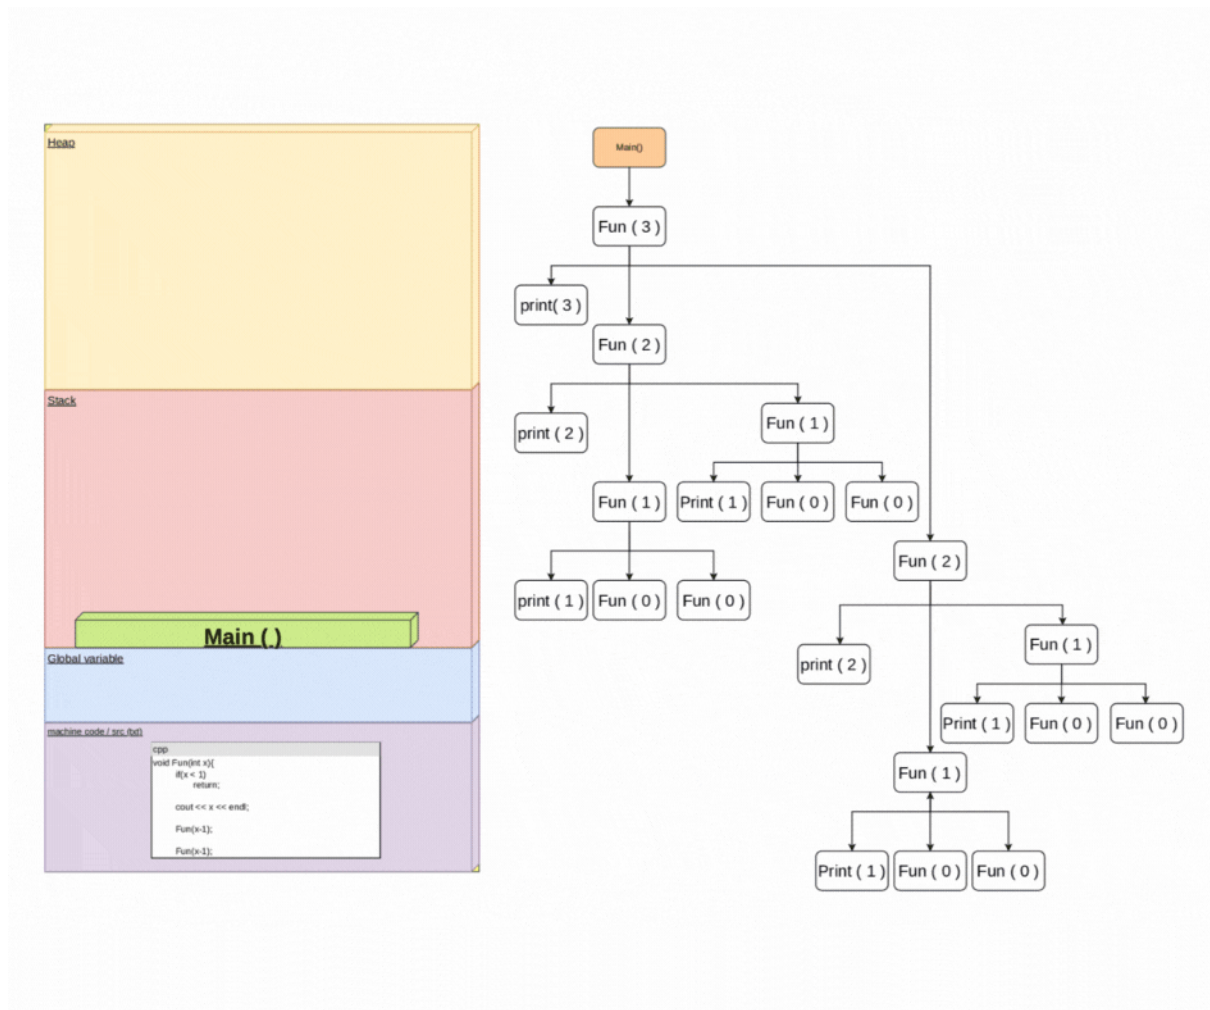 Heap
Stack
Main ( )
Global variable
machine code / src (txt)
cpp
void Fun(int x){
if(x < 1)
return;
cout << x << endl;
Fun(x-1);
Fun(x-1);
Main()
Fun ( 3 )
print( 3 )
Fun ( 2 )
print ( 2 )
Fun ( 1 )
Fun ( 1 )
Print ( 1 )
Fun ( 0 )
Fun ( 0 )
print ( 1 )
Fun ( 0 )
Fun ( 0 )
Fun ( 2 )
print ( 2 )
Fun ( 1 )
Print ( 1 )
Fun ( 0 )
Fun ( 0 )
Fun ( 1 )
Print ( 1 )
Fun ( 0 )
Fun ( 0 )